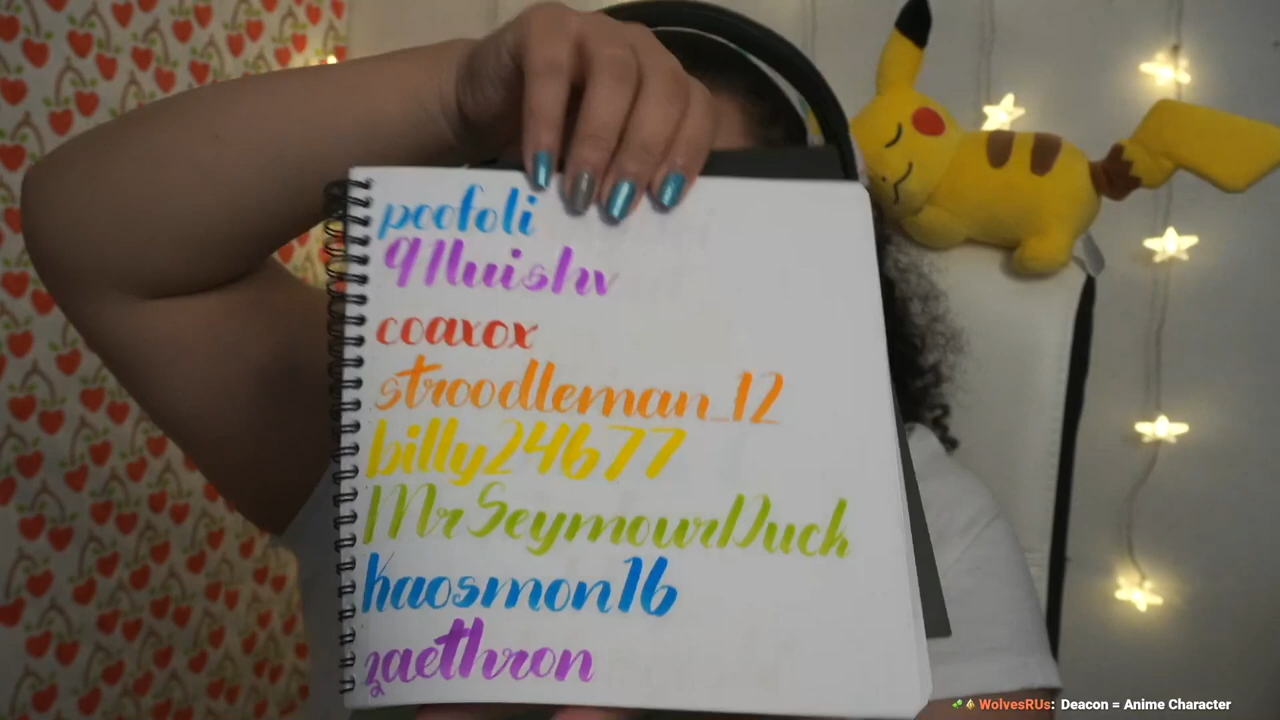 poofoli
91luishv
coaxox
stroodleman_12
billy24677
MrSeymourDuck
kaosmon16
zaethron
WolvesRUs: Deacon = Anime Character